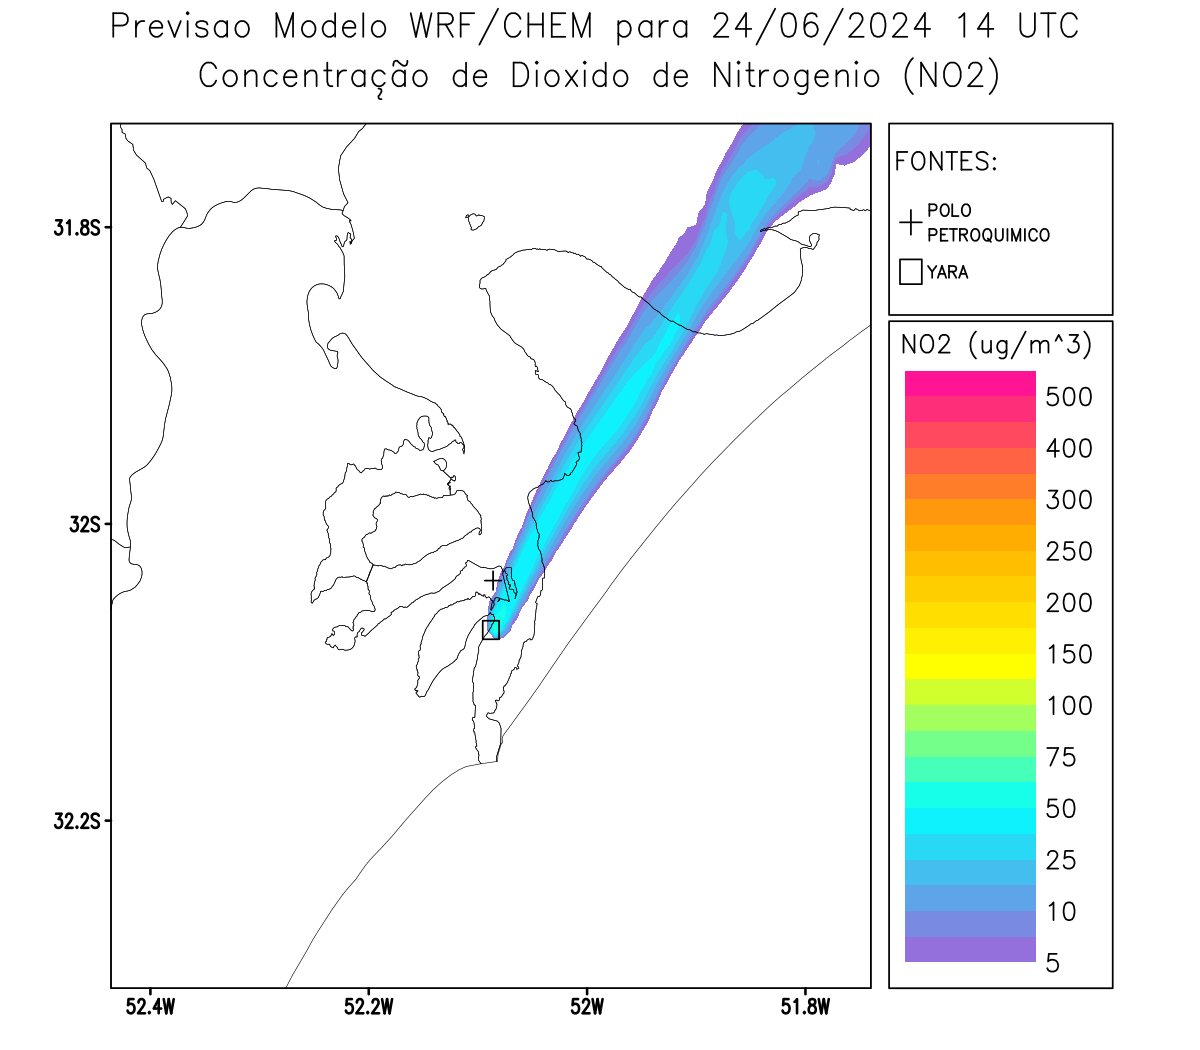 Previsao Modelo WRF/CHEM para 24/06/2024 14 UTC
Concentração de Dioxido de Nitrogenio (NO2)
FONTES:
POLO
PETROQUIMICO
YARA
31.8S
32S
32.2S
52.4W
52.2W
52W
51.8W
NO2 (ug/m^3)
500
400
300
250
200
150
100
75
50
25
10
5